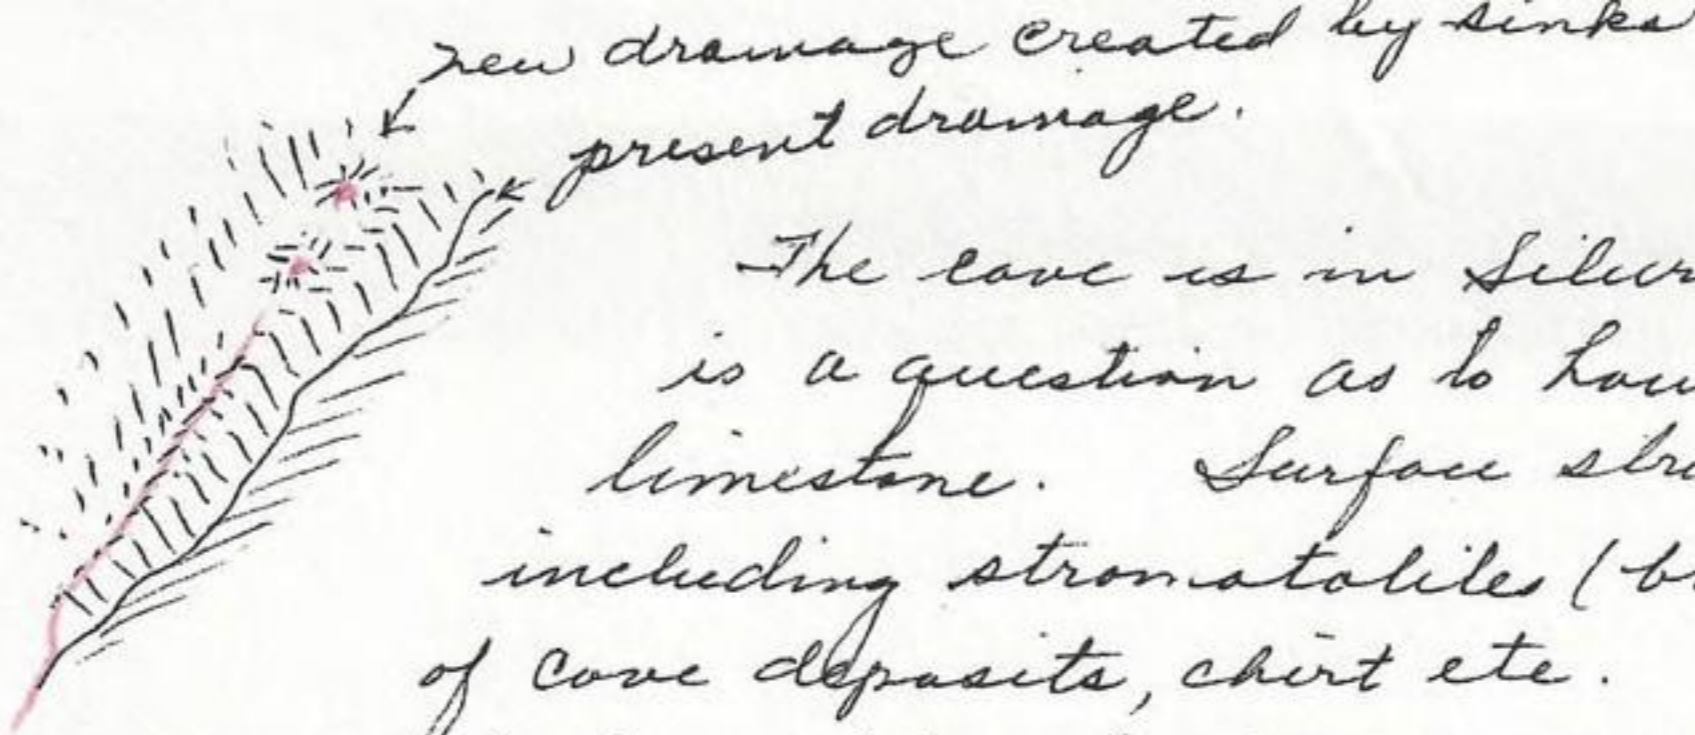 new drainage created by sinks
present drainage.
The cave is in Silur
is a question as to how
limestone. Surface stre
including stromatolites (b
of cave deposits, chert etc.